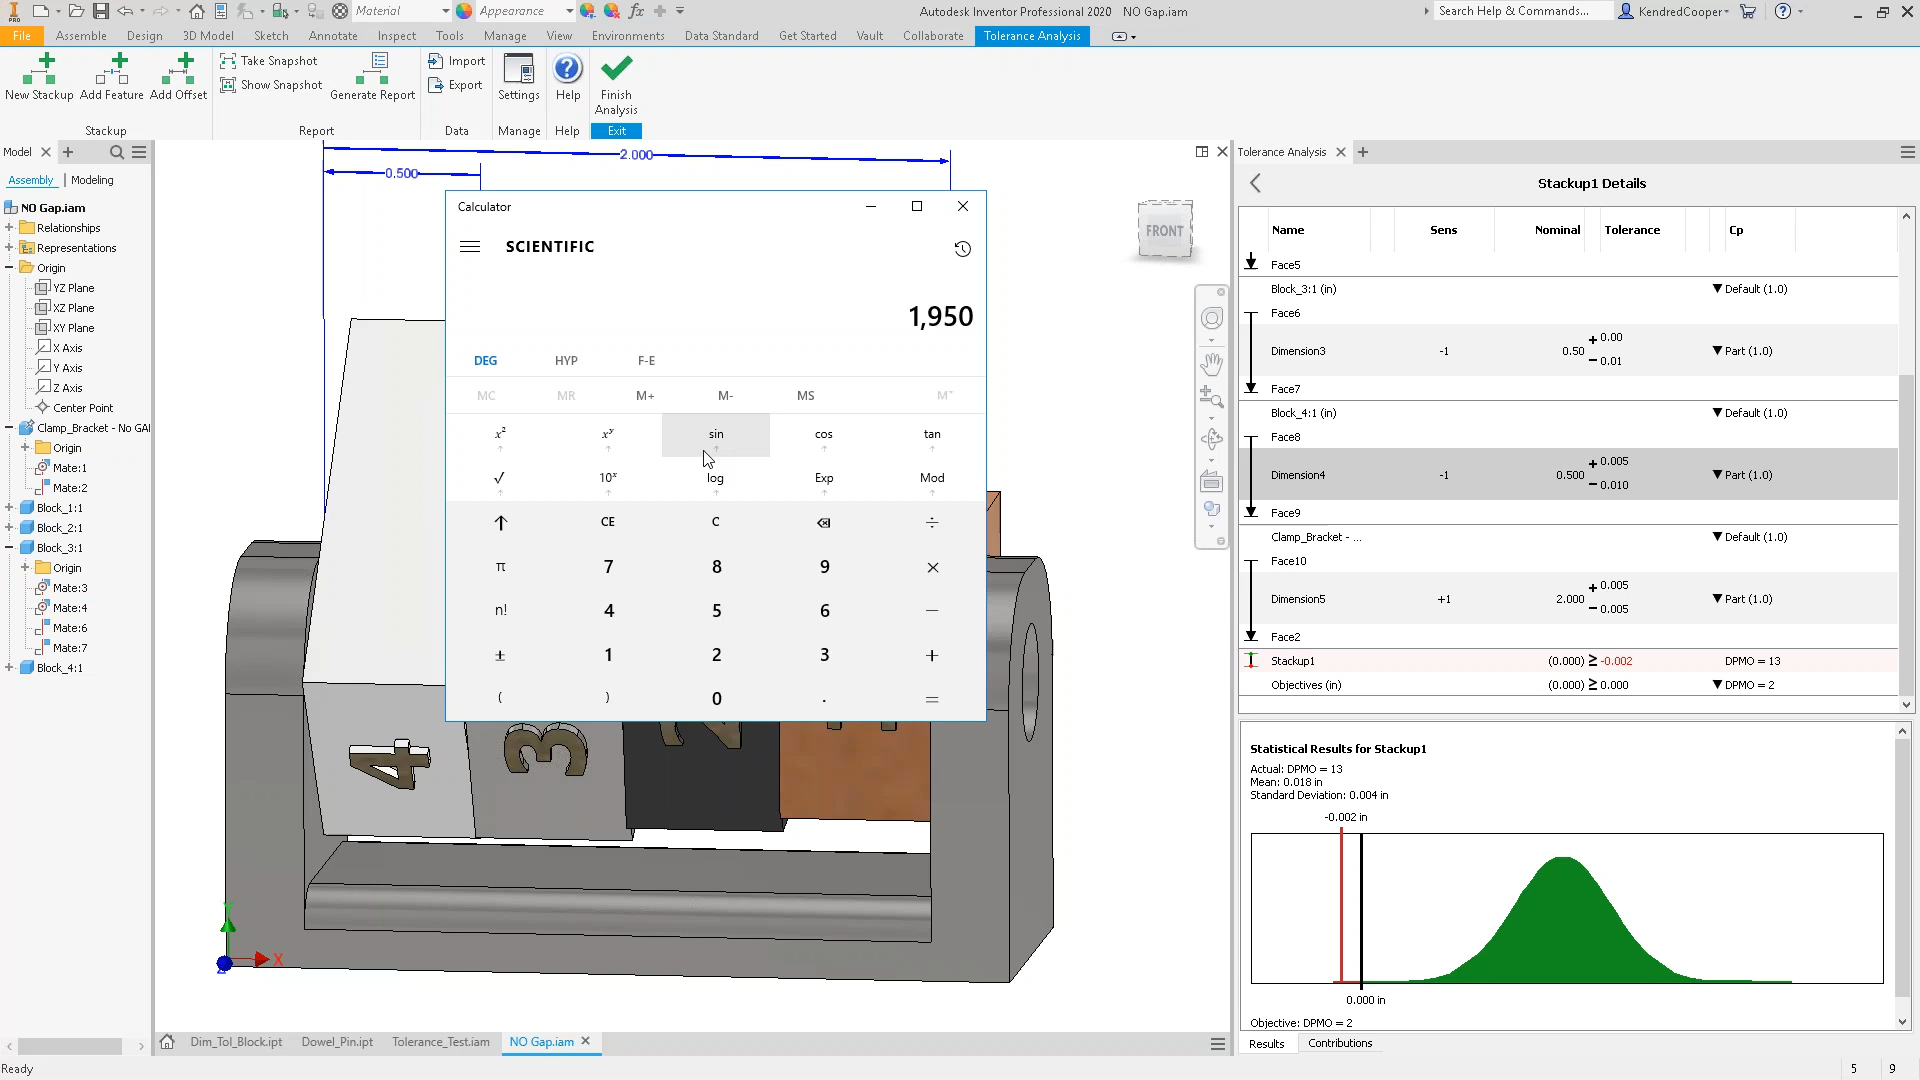 Material
Appearance
fx
Autodesk Inventor Professional 2020 NO Gap.iam
Search Help & Commands...
KendredCooper
File Assemble Design 3D Model Sketch Annotate Inspect Tools Manage View Environments Data Standard Get Started Vault Collaborate Tolerance Analysis
New Stackup Add Feature Add Offset
Stackup
Take Snapshot
Show Snapshot
Generate Report
Report
Import
Export
Data
Settings
Manage
Help
Help
Finish
Analysis
Exit
Model
Assembly | Modeling
NO Gap.iam
Relationships
Representations
Origin
YZ Plane
XZ Plane
XY Plane
X Axis
Y Axis
Z Axis
Center Point
Clamp_Bracket - No GA
Origin
Mate:1
Mate:2
Block_1:1
Block_2:1
Block_3:1
Origin
Mate:3
Mate:4
Mate:6
Mate:7
Block_4:1
2.000
0.500
FRONT
4
3
Y
X
Z
Calculator
SCIENTIFIC
1,950
DEG HYP F-E
MC MR M+ M- MS M˅
x² xʸ sin cos tan
√ 10ˣ log Exp Mod
↑ CE C ÷
π 7 8 9 ×
n! 4 5 6 −
± 1 2 3 +
( ) 0 . =
Tolerance Analysis
Stackup1 Details
Name Sens Nominal Tolerance Cp
Face5
Block_3:1 (in) Default (1.0)
Face6
Dimension3 -1 0.50 + 0.00 − 0.01 Part (1.0)
Face7
Block_4:1 (in) Default (1.0)
Face8
Dimension4 -1 0.500 + 0.005 − 0.010 Part (1.0)
Face9
Clamp_Bracket - ... Default (1.0)
Face10
Dimension5 +1 2.000 + 0.005 − 0.005 Part (1.0)
Face2
Stackup1 (0.000) ≥ -0.002 DPMO = 13
Objectives (in) (0.000) ≥ 0.000 DPMO = 2
Statistical Results for Stackup1
Actual: DPMO = 13
Mean: 0.018 in
Standard Deviation: 0.004 in
-0.002 in
0.000 in
Objective: DPMO = 2
Results Contributions
Dim_Tol_Block.ipt Dowel_Pin.ipt Tolerance_Test.iam NO Gap.iam
Ready
5 9